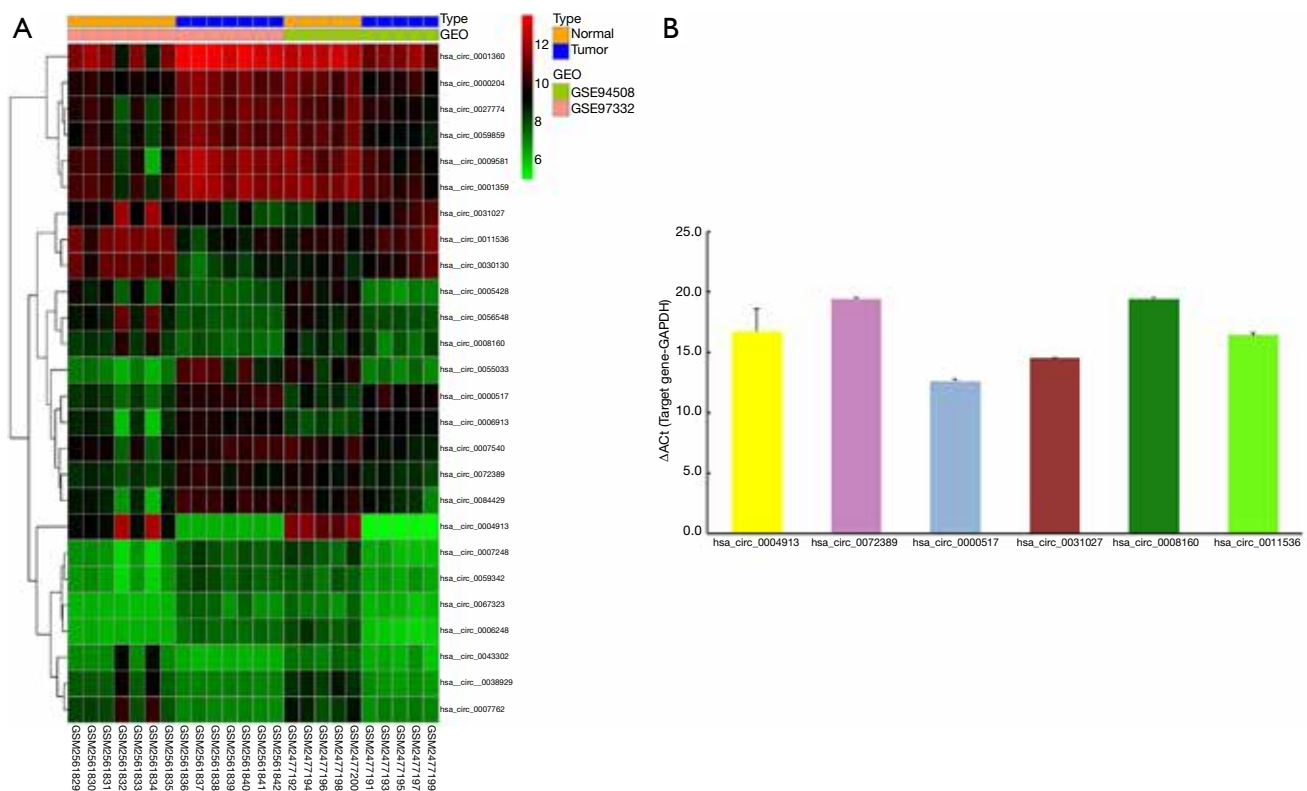 A
Type
GEO
12
10
8
6
Type
Normal
Tumor
GEO
GSE94508
GSE97332
hsa_circ_0001360
hsa_circ_0000204
hsa_circ_0027774
hsa_circ_0059859
hsa_circ_0009581
hsa_circ_0001359
hsa_circ_0031027
hsa_circ_0011536
hsa_circ_0030130
hsa_circ_0005428
hsa_circ_0056548
hsa_circ_0008160
hsa_circ_0055033
hsa_circ_0000517
hsa_circ_0006913
hsa_circ_0007540
hsa_circ_0072389
hsa_circ_0084429
hsa_circ_0004913
hsa_circ_0007248
hsa_circ_0059342
hsa_circ_0067323
hsa_circ_0006248
hsa_circ_0043302
hsa_circ_0038929
hsa_circ_0007762
GSM2561829
GSM2561830
GSM2561831
GSM2561832
GSM2561833
GSM2561834
GSM2561835
GSM2561836
GSM2561837
GSM2561838
GSM2561839
GSM2561840
GSM2561841
GSM2561842
GSM2477192
GSM2477194
GSM2477196
GSM2477198
GSM2477200
GSM2477191
GSM2477193
GSM2477195
GSM2477197
GSM2477199
B
ΔACt (Target gene-GAPDH)
25.0
20.0
15.0
10.0
5.0
0.0
hsa_circ_0004913
hsa_circ_0072389
hsa_circ_0000517
hsa_circ_0031027
hsa_circ_0008160
hsa_circ_0011536